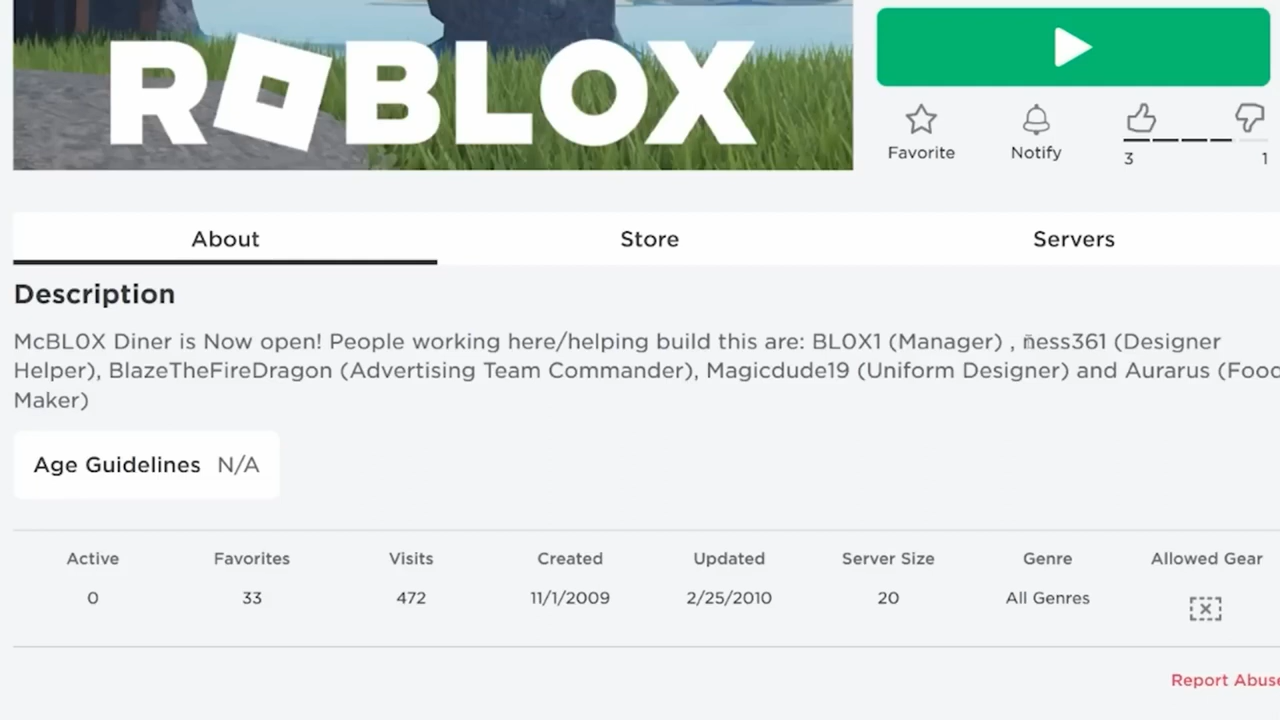 ROBLOX
Favorite
Notify
3
1
About
Store
Servers
Description
McBL0X Diner is Now open! People working here/helping build this are: BL0X1 (Manager) , ñess361 (Designer
Helper), BlazeTheFireDragon (Advertising Team Commander), Magicdude19 (Uniform Designer) and Aurarus (Food
Maker)
Age Guidelines N/A
Active
Favorites
Visits
Created
Updated
Server Size
Genre
Allowed Gear
0
33
472
11/1/2009
2/25/2010
20
All Genres
Report Abuse